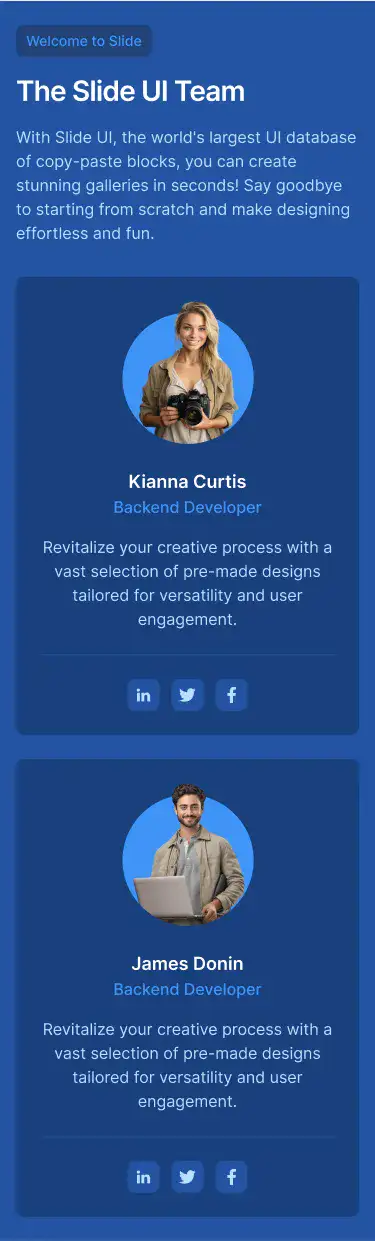 Welcome to Slide
The Slide UI Team
With Slide UI, the world's largest UI database
of copy-paste blocks, you can create
stunning galleries in seconds! Say goodbye
to starting from scratch and make designing
effortless and fun.
Kianna Curtis
Backend Developer
Revitalize your creative process with a
vast selection of pre-made designs
tailored for versatility and user
engagement.
in
f
James Donin
Backend Developer
Revitalize your creative process with a
vast selection of pre-made designs
tailored for versatility and user
engagement.
in
f